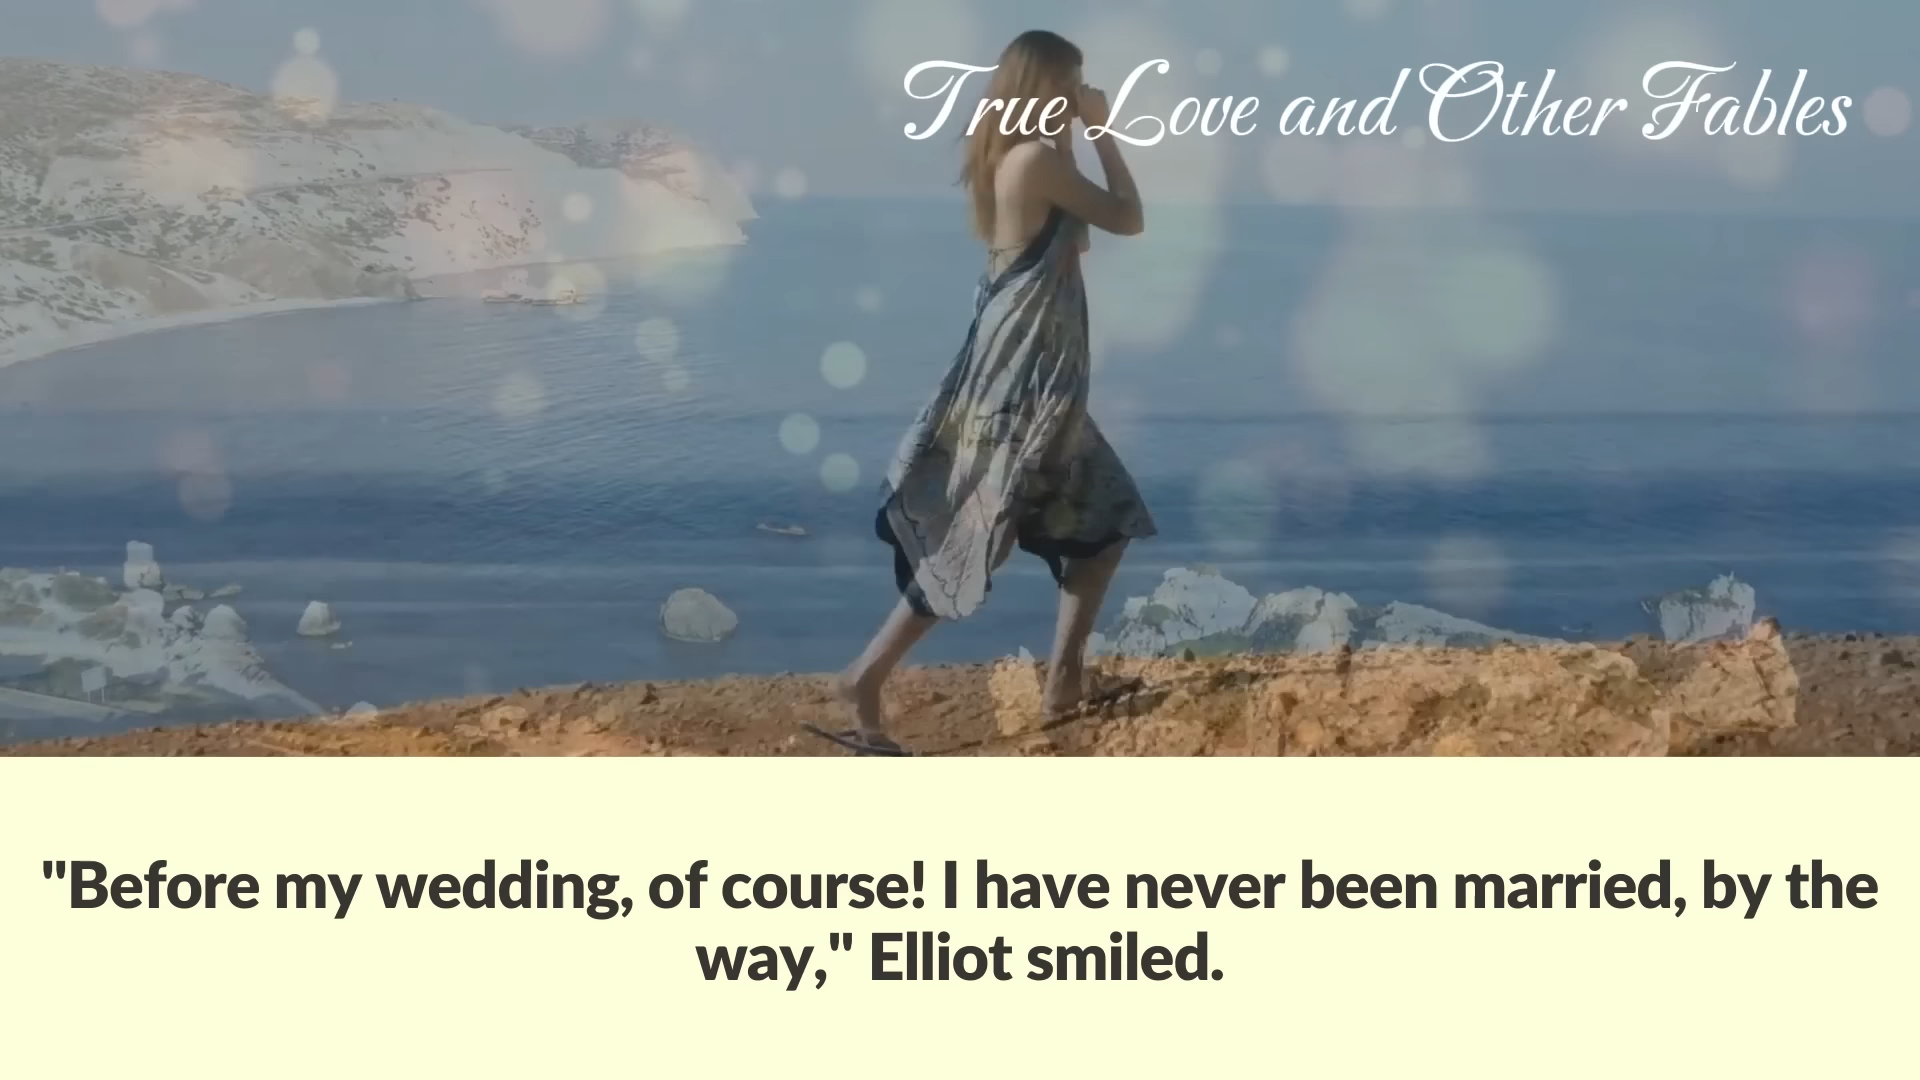 True Love and Other Fables
"Before my wedding, of course! I have never been married, by the
way," Elliot smiled.